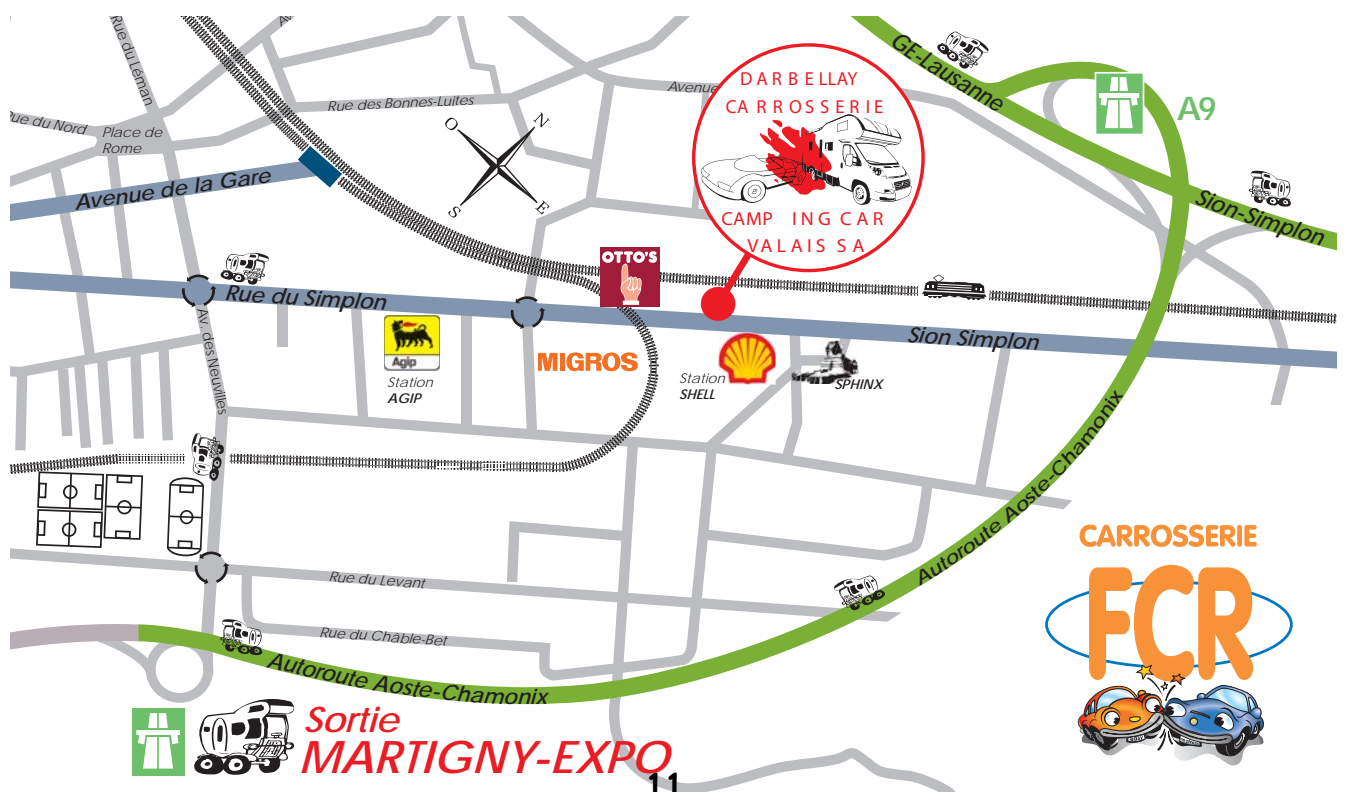 Rue du Léman
GE-Lausanne
DARBELLAY
CARROSSERIE
CAMP ING CAR
VALAIS SA
Avenue
A9
Rue des Bonnes-Luites
Rue du Nord
Place de
Rome
O
N
S
E
Avenue de la Gare
Sion-Simplon
OTTO'S
Rue du Simplon
Sion Simplon
Av. des Neuvilles
Agip
Station
AGIP
MIGROS
Station
SHELL
SPHINX
Autoroute Aoste-Chamonix
CARROSSERIE
FCR
Rue du Levant
Rue du Châble-Bet
Autoroute Aoste-Chamonix
Sortie
MARTIGNY-EXPO
11